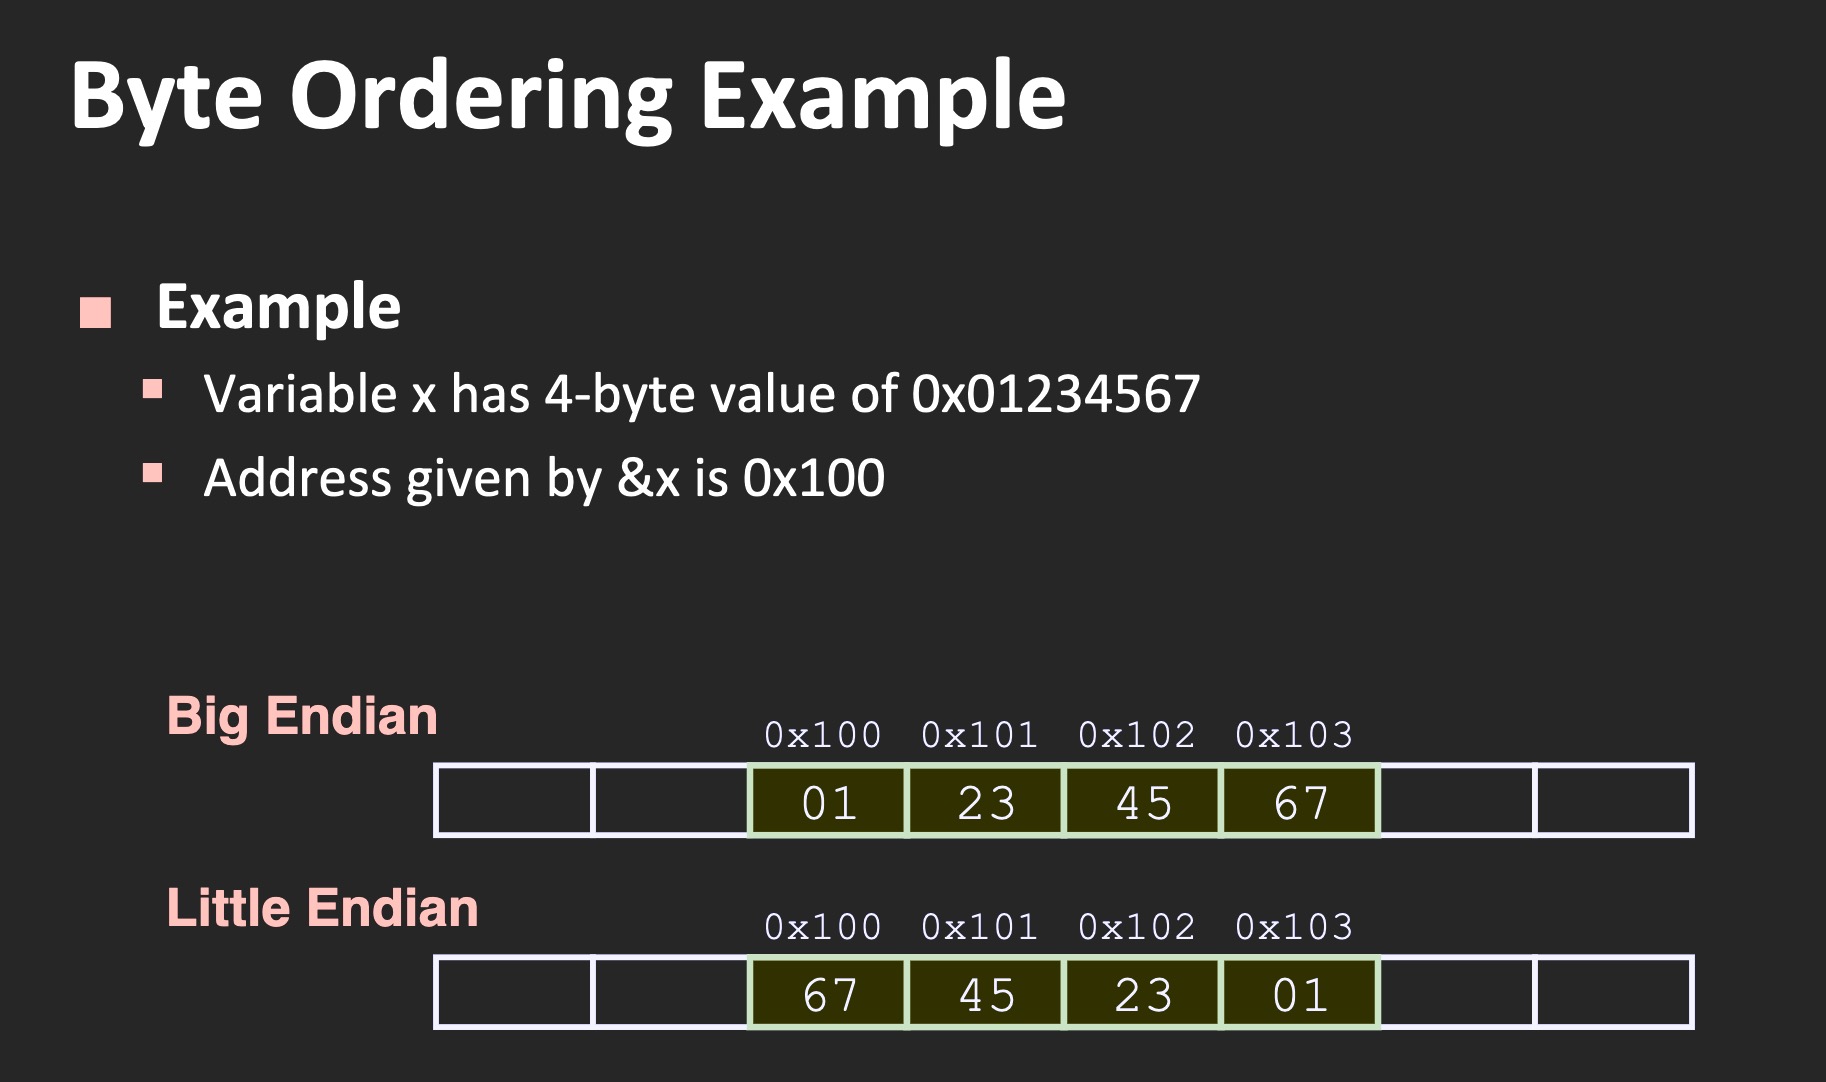 Byte Ordering Example
Example
Variable x has 4-byte value of 0x01234567
Address given by &x is 0x100
Big Endian
0x100 0x101 0x102 0x103
01 23 45 67
Little Endian
0x100 0x101 0x102 0x103
67 45 23 01